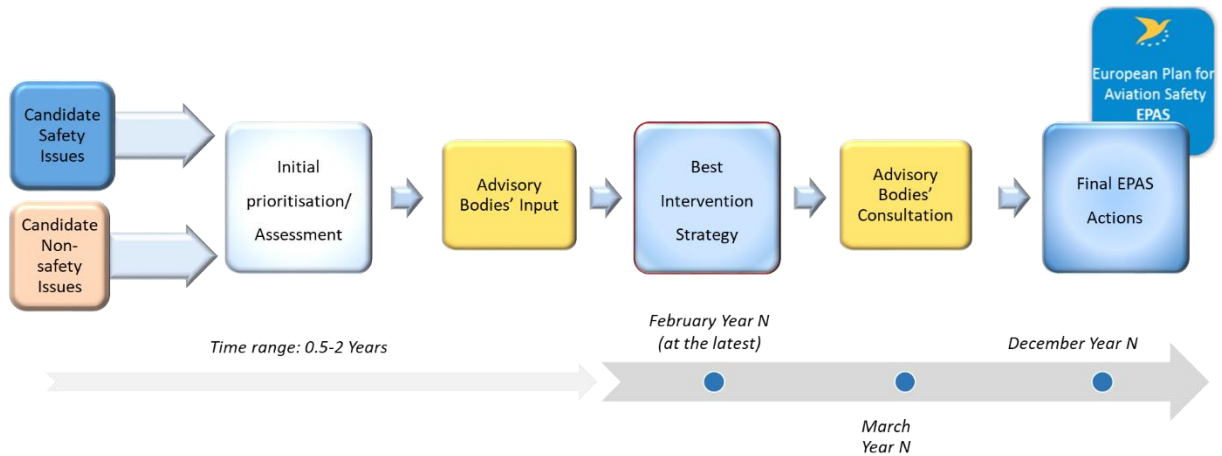 European Plan for
Aviation Safety
EPAS
Candidate
Safety
Issues
Candidate
Non-
safety
Issues
Initial
prioritisation/
Assessment
Advisory
Bodies’ Input
Best
Intervention
Strategy
Advisory
Bodies’
Consultation
Final EPAS
Actions
Time range: 0.5-2 Years
February Year N
(at the latest)
December Year N
March
Year N